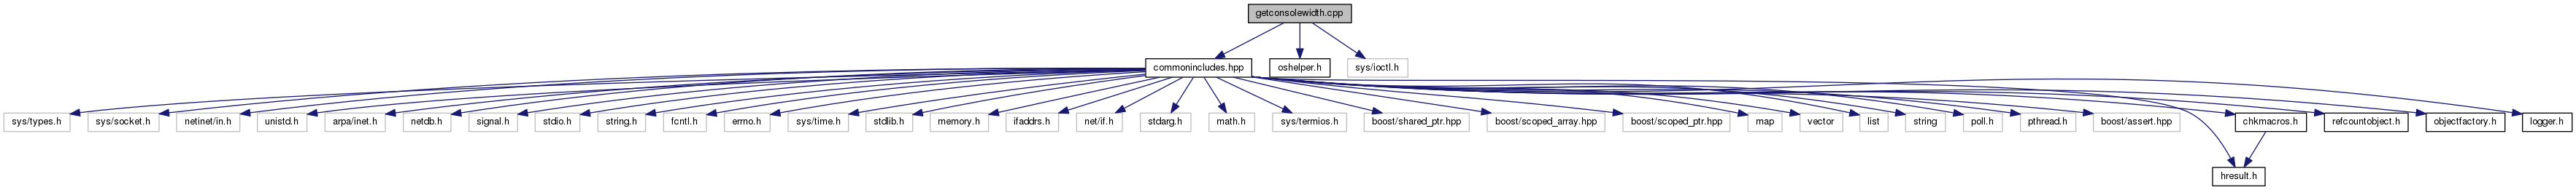 getconsolewidth.cpp
commonincludes.hpp
oshelper.h
sys/ioctl.h
sys/types.h
sys/socket.h
netinet/in.h
unistd.h
arpa/inet.h
netdb.h
signal.h
stdio.h
string.h
fcntl.h
errno.h
sys/time.h
stdlib.h
memory.h
ifaddrs.h
net/if.h
stdarg.h
math.h
sys/termios.h
boost/shared_ptr.hpp
boost/scoped_array.hpp
boost/scoped_ptr.hpp
map
vector
list
string
poll.h
pthread.h
boost/assert.hpp
chkmacros.h
refcountobject.h
objectfactory.h
logger.h
hresult.h